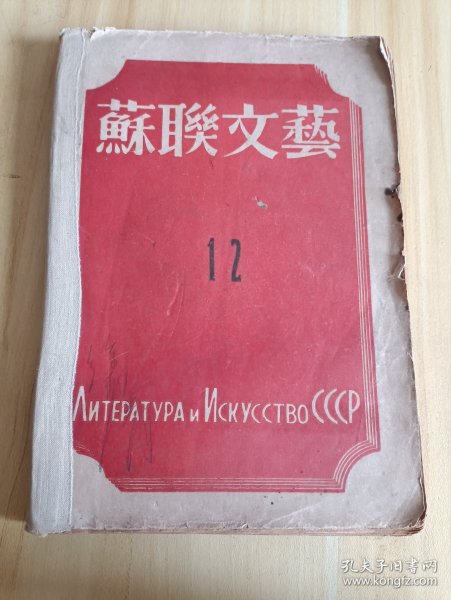 蘇聯文藝
12
ЛИТЕРАТУРА и ИСКУССТВО СССР
孔夫子旧书网
www.kongfz.com